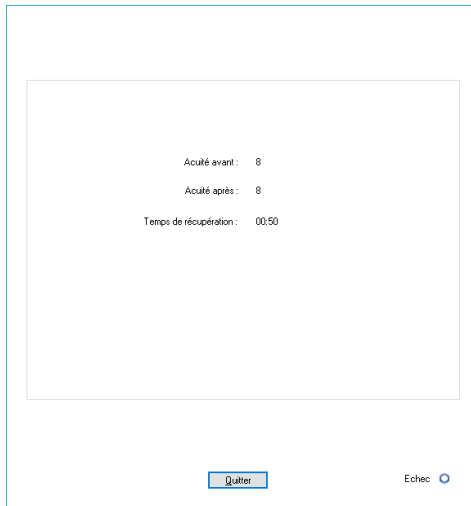 Acuité avant : 8
Acuité après : 8
Temps de récupération : 00:50
Quitter
Echec